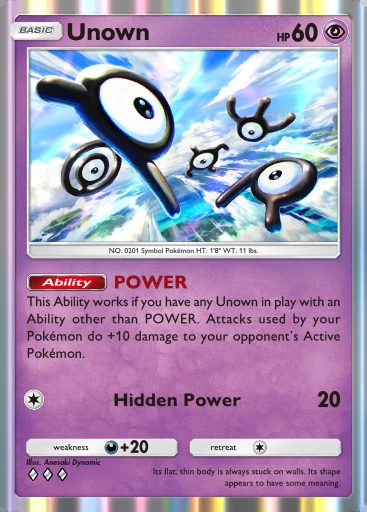 BASIC Unown HP 60
NO. 0201 Symbol Pokémon HT: 1'8" WT: 11 lbs.
Ability POWER
This Ability works if you have any Unown in play with an
Ability other than POWER. Attacks used by your
Pokémon do +10 damage to your opponent's Active
Pokémon.
Hidden Power 20
weakness +20 retreat
Illus. Anesaki Dynamic
Its flat, thin body is always stuck on walls. Its shape
appears to have some meaning.